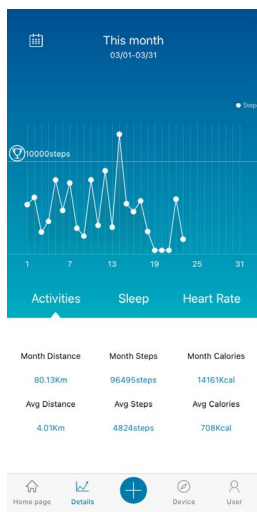 This month
03/01-03/31
Step
10000steps
1 7 13 19 25 31
Activities Sleep Heart Rate
Month Distance Month Steps Month Calories
80.13Km 96495steps 14161Kcal
Avg Distance Avg Steps Avg Calories
4.01Km 4824steps 708Kcal
Home page Details Device User